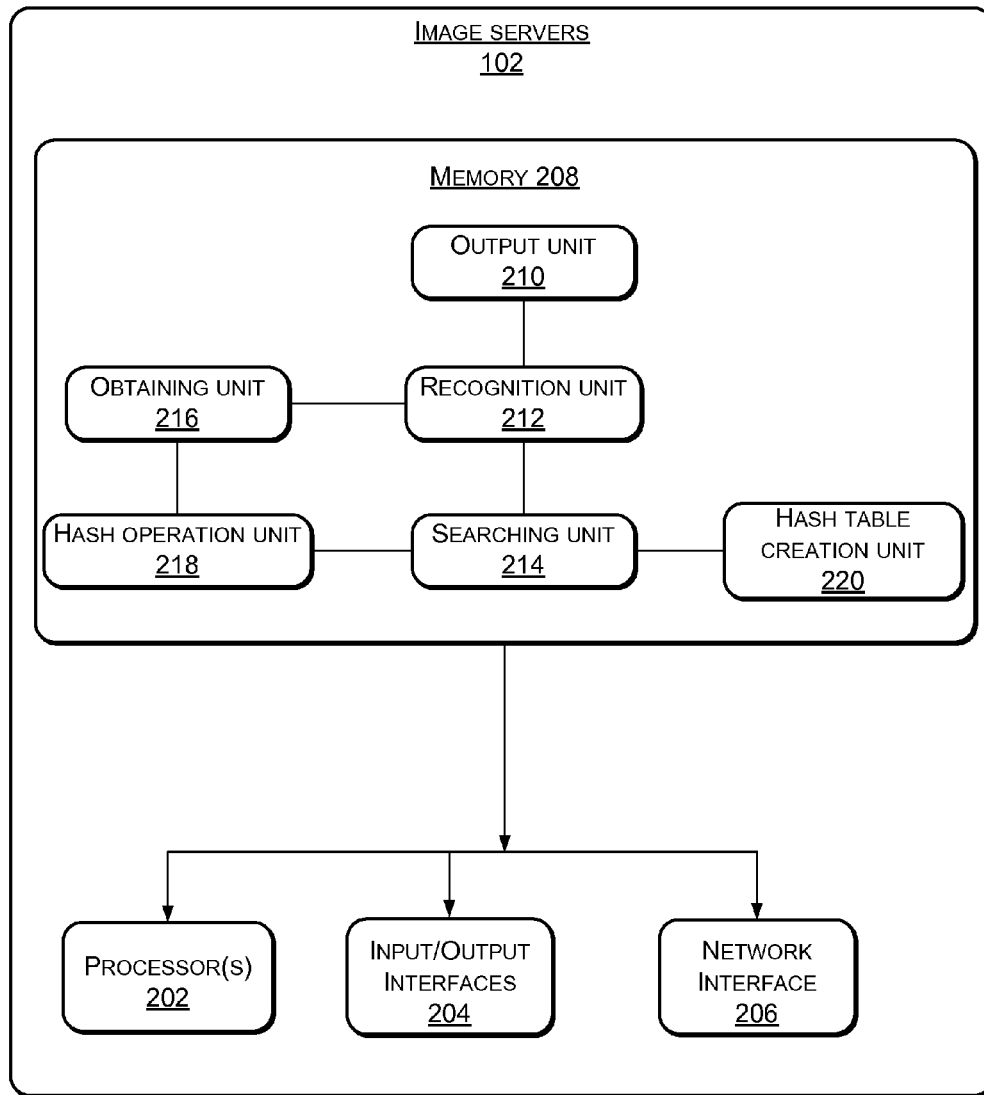 IMAGE SERVERS
102
MEMORY 208
OUTPUT UNIT
210
OBTAINING UNIT
216
RECOGNITION UNIT
212
HASH OPERATION UNIT
218
SEARCHING UNIT
214
HASH TABLE
CREATION UNIT
220
PROCESSOR(S)
202
INPUT/OUTPUT
INTERFACES
204
NETWORK
INTERFACE
206